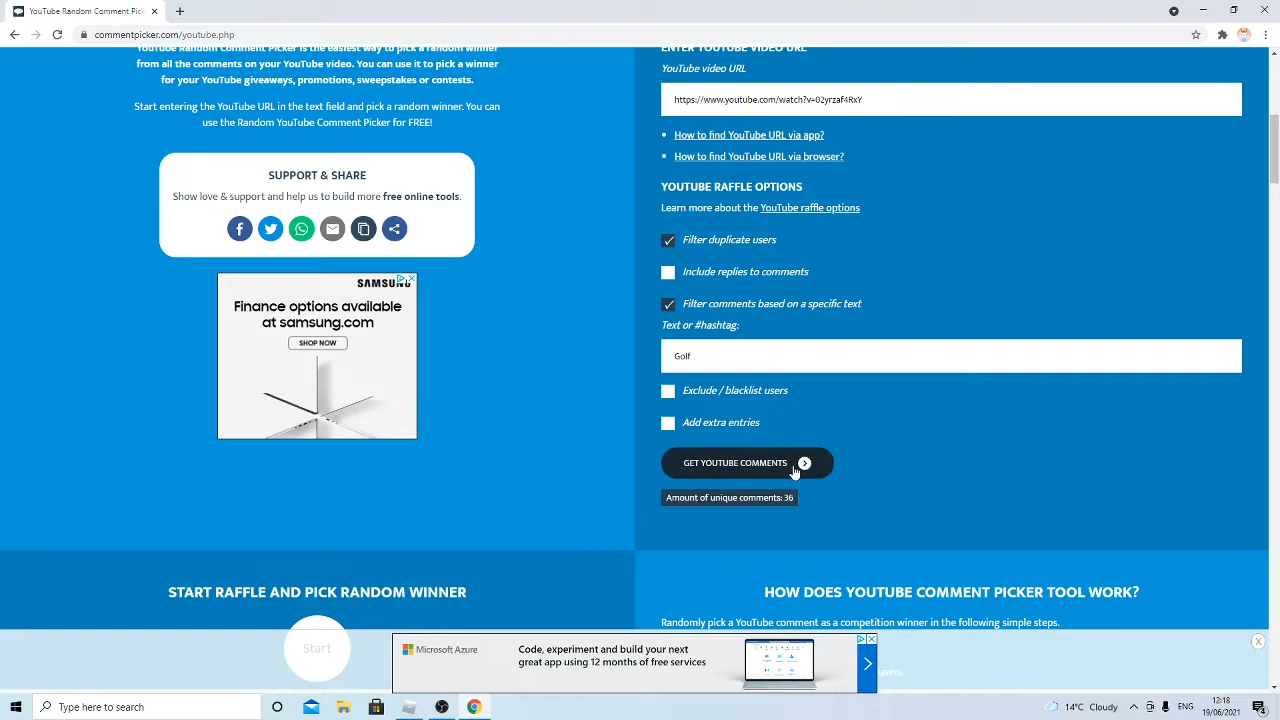 YouTube Random Comment Picker
commentpicker.com/youtube.php
YouTube Random Comment Picker is the easiest way to pick a random winner
from all the comments on your YouTube video. You can use it to pick a winner
for your YouTube giveaways, promotions, sweepstakes or contests.
Start entering the YouTube URL in the text field and pick a random winner. You can
use the Random YouTube Comment Picker for FREE!
SUPPORT & SHARE
Show love & support and help us to build more free online tools.
SAMSUNG
Finance options available
at samsung.com
SHOP NOW
ENTER YOUTUBE VIDEO URL
YouTube video URL
https://www.youtube.com/watch?v=02yrzaf4RxY
How to find YouTube URL via app?
How to find YouTube URL via browser?
YOUTUBE RAFFLE OPTIONS
Learn more about the YouTube raffle options
Filter duplicate users
Include replies to comments
Filter comments based on a specific text
Text or #hashtag:
Golf
Exclude / blacklist users
Add extra entries
GET YOUTUBE COMMENTS
Amount of unique comments: 36
START RAFFLE AND PICK RANDOM WINNER
Start
HOW DOES YOUTUBE COMMENT PICKER TOOL WORK?
Randomly pick a YouTube comment as a competition winner in the following simple steps.
users.
Microsoft Azure
Code, experiment and build your next
great app using 12 months of free services
X
Type here to search
14°C Cloudy
ENG
12:18
19/06/2021
4